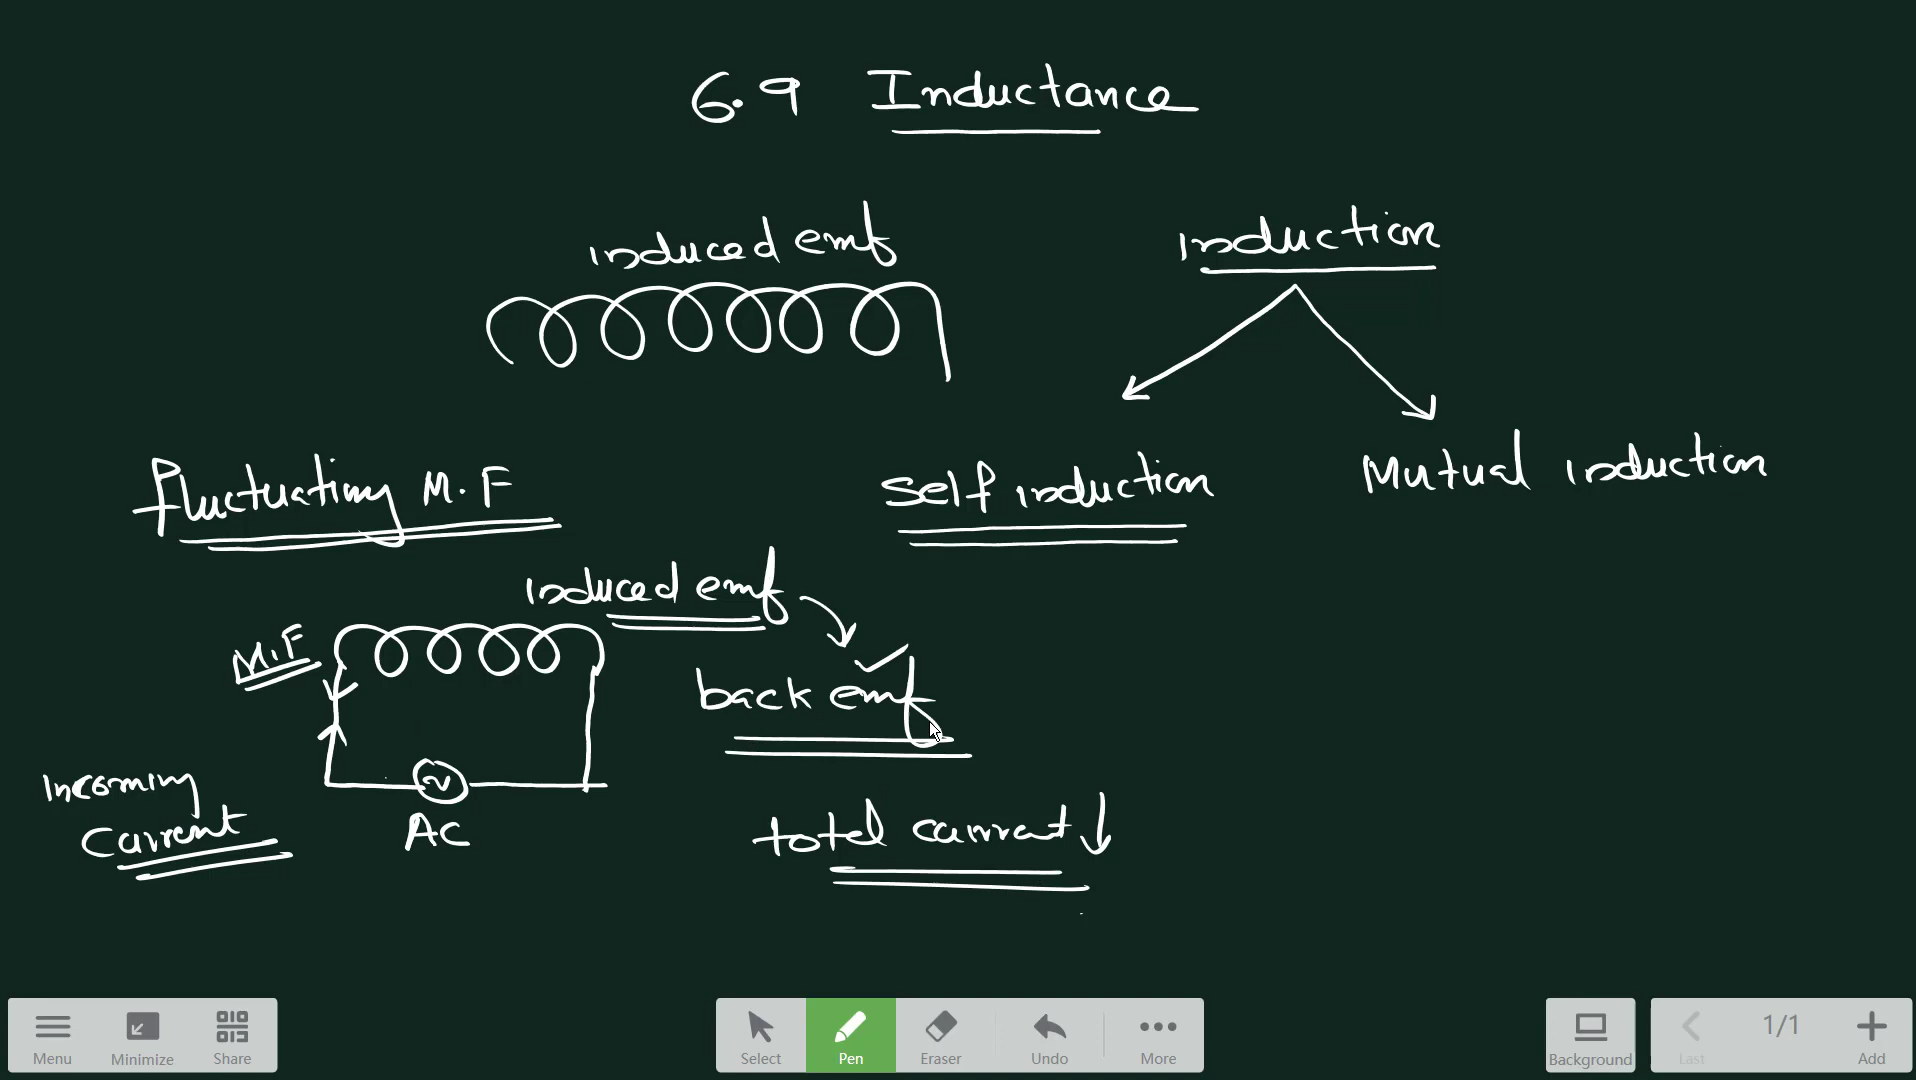 6.9 Inductance
induced emf
induction
fluctuating M.F
Self induction
Mutual induction
induced emf
M.F
back emf
Incoming
Current
AC
total current ↓
Menu
Minimize
Share
Select
Pen
Eraser
Undo
More
Background
Last
1/1
Add